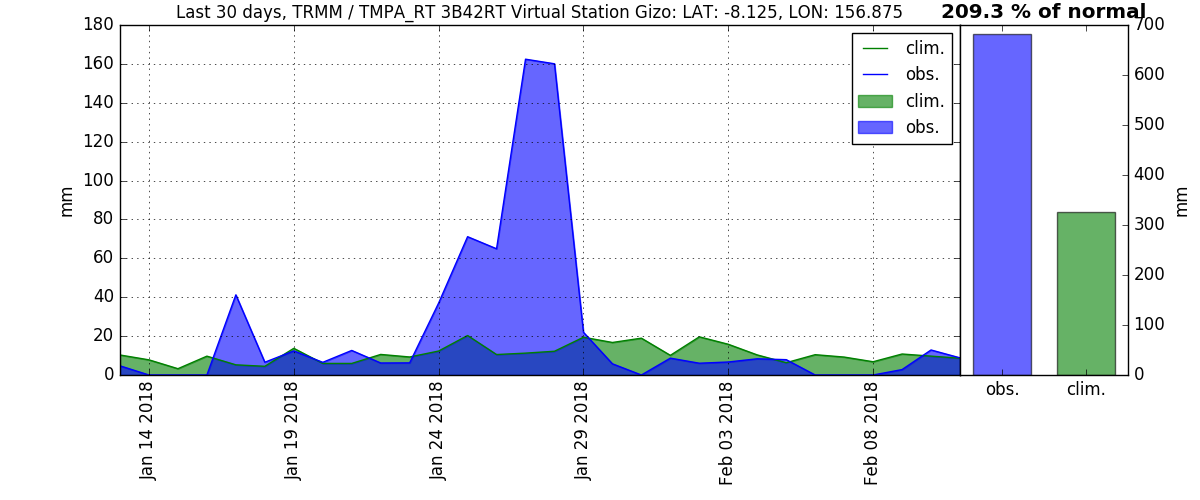 Last 30 days, TRMM / TMPA_RT 3B42RT Virtual Station Gizo: LAT: -8.125, LON: 156.875
209.3 % of normal
180
160
140
120
100
80
60
40
20
0
mm
clim.
obs.
clim.
obs.
Jan 14 2018
Jan 19 2018
Jan 24 2018
Jan 29 2018
Feb 03 2018
Feb 08 2018
700
600
500
400
300
200
100
0
mm
obs.
clim.